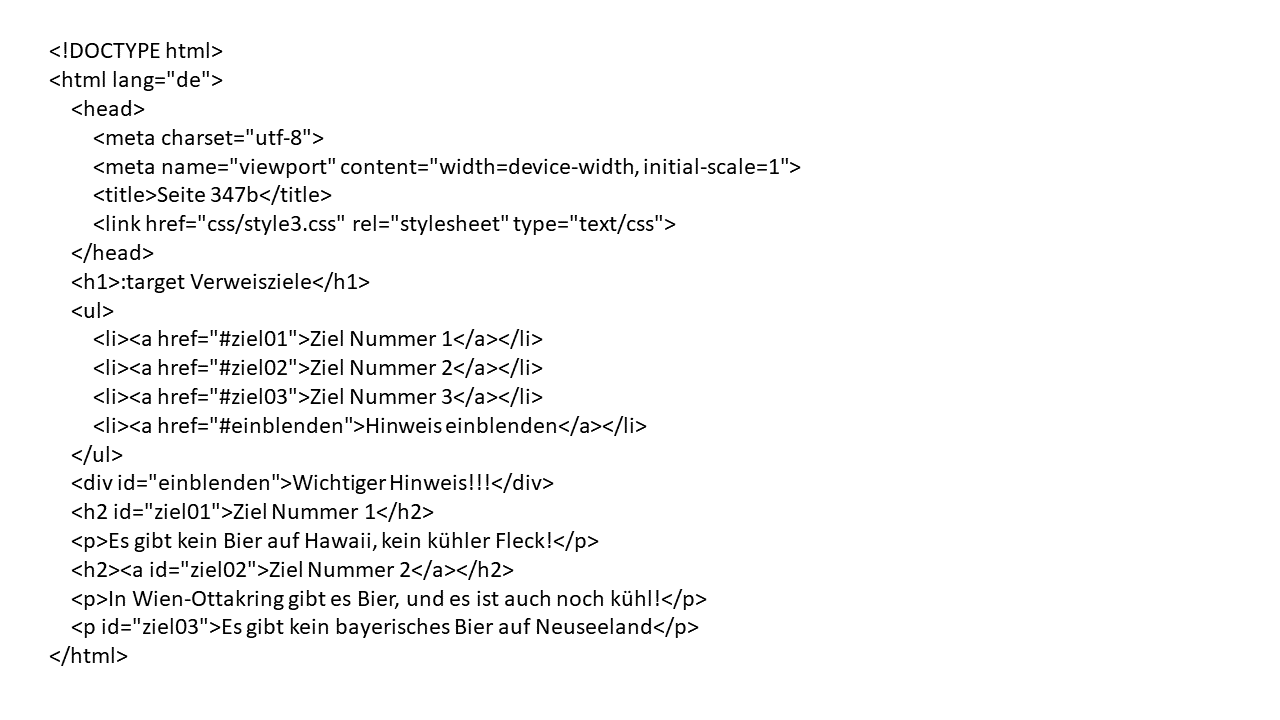 <!DOCTYPE html>
<html lang="de">
<head>
<meta charset="utf-8">
<meta name="viewport" content="width=device-width, initial-scale=1">
<title>Seite 347b</title>
<link href="css/style3.css" rel="stylesheet" type="text/css">
</head>
<h1>:target Verweisziele</h1>
<ul>
<li><a href="#ziel01">Ziel Nummer 1</a></li>
<li><a href="#ziel02">Ziel Nummer 2</a></li>
<li><a href="#ziel03">Ziel Nummer 3</a></li>
<li><a href="#einblenden">Hinweis einblenden</a></li>
</ul>
<div id="einblenden">Wichtiger Hinweis!!!</div>
<h2 id="ziel01">Ziel Nummer 1</h2>
<p>Es gibt kein Bier auf Hawaii, kein kühler Fleck!</p>
<h2><a id="ziel02">Ziel Nummer 2</a></h2>
<p>In Wien-Ottakring gibt es Bier, und es ist auch noch kühl!</p>
<p id="ziel03">Es gibt kein bayerisches Bier auf Neuseeland</p>
</html>